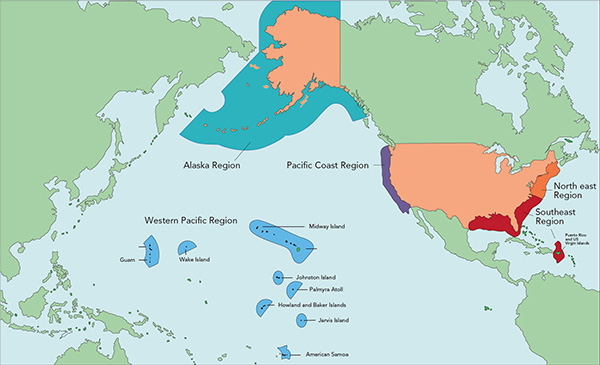 Alaska Region
Pacific Coast Region
North east
Region
Southeast
Region
Puerto Rico
and US
Virgin Islands
Western Pacific Region
Midway Island
Guam
Wake Island
Johnston Island
Palmyra Atoll
Howland and Baker Islands
Jarvis Island
American Samoa